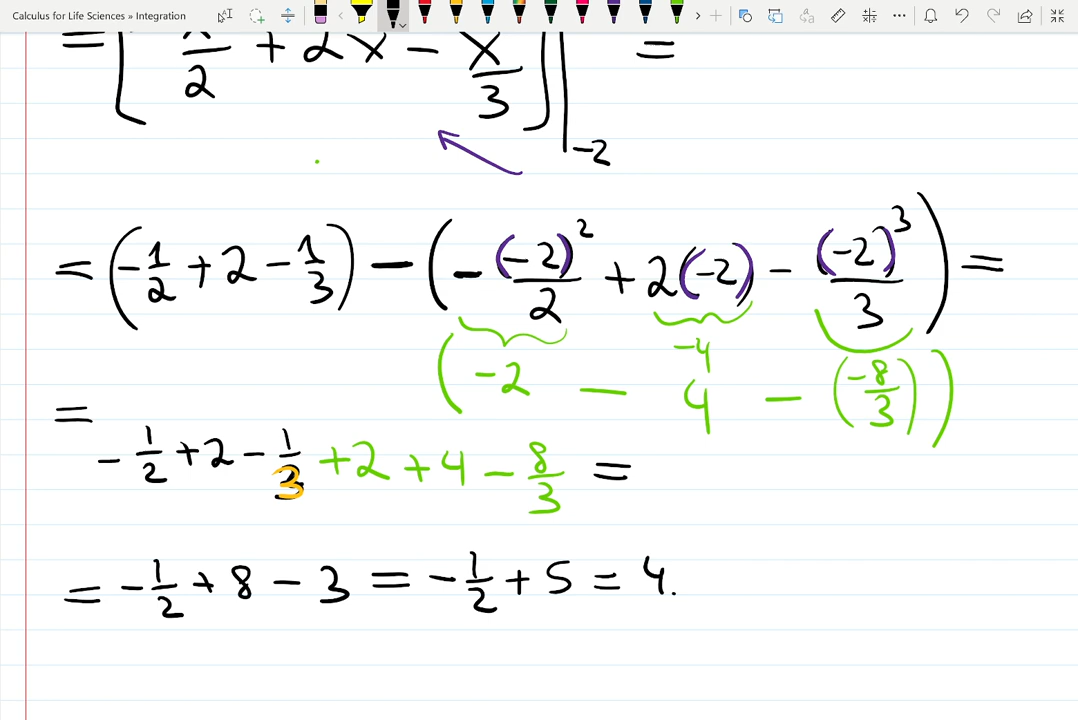 Calculus for Life Sciences » Integration
= [ x/2 + 2x - x/3 ]|_{-2} =
= (-1/2 + 2 - 1/3) - (-(-2)^2/2 + 2(-2) - (-2)^3/3) =
-4
(-2 - 4 - (-8/3))
=
-1/2 + 2 - 1/3 + 2 + 4 - 8/3 =
= -1/2 + 8 - 3 = -1/2 + 5 = 4.